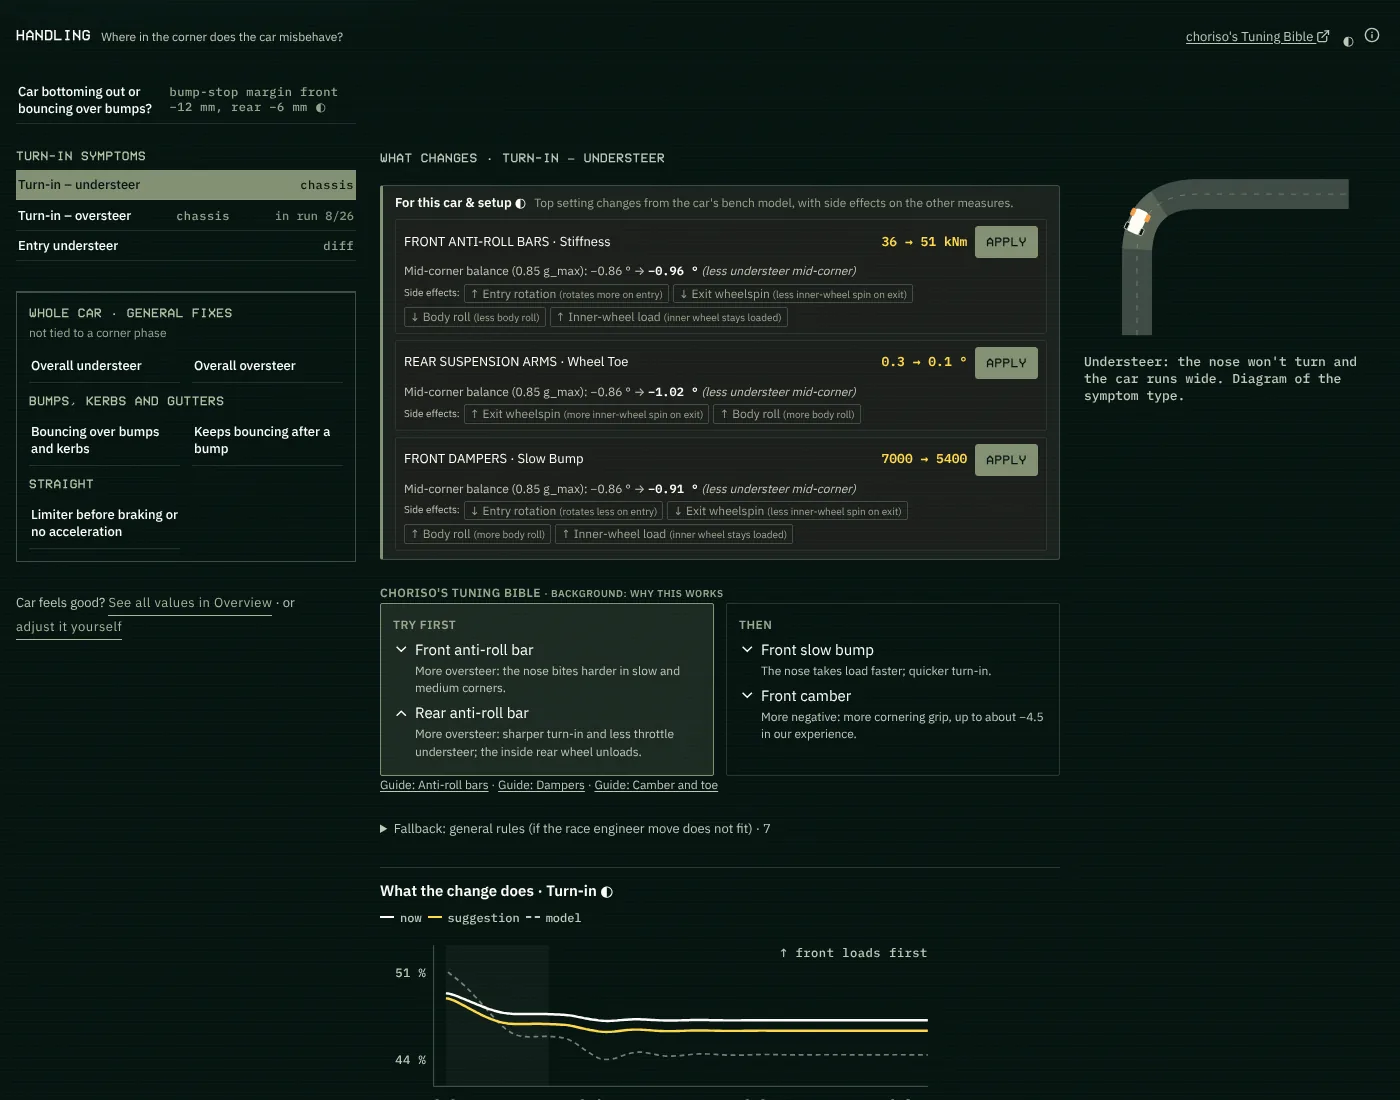 HANDLING Where in the corner does the car misbehave?
choriso's Tuning Bible
Car bottoming out or bouncing over bumps?
bump-stop margin front −12 mm, rear −6 mm
TURN-IN SYMPTOMS
Turn-in – understeer chassis
Turn-in – oversteer chassis in run 8/26
Entry understeer diff
WHOLE CAR · GENERAL FIXES
not tied to a corner phase
Overall understeer Overall oversteer
BUMPS, KERBS AND GUTTERS
Bouncing over bumps and kerbs
Keeps bouncing after a bump
STRAIGHT
Limiter before braking or no acceleration
Car feels good? See all values in Overview · or
adjust it yourself
WHAT CHANGES · TURN-IN – UNDERSTEER
For this car & setup Top setting changes from the car's bench model, with side effects on the other measures.
FRONT ANTI-ROLL BARS · Stiffness 36 → 51 kNm APPLY
Mid-corner balance (0.85 g_max): −0.86 ° → −0.96 ° (less understeer mid-corner)
Side effects: ↑ Entry rotation (rotates more on entry) ↓ Exit wheelspin (less inner-wheel spin on exit)
↓ Body roll (less body roll) ↑ Inner-wheel load (inner wheel stays loaded)
REAR SUSPENSION ARMS · Wheel Toe 0.3 → 0.1 ° APPLY
Mid-corner balance (0.85 g_max): −0.86 ° → −1.02 ° (less understeer mid-corner)
Side effects: ↑ Exit wheelspin (more inner-wheel spin on exit) ↑ Body roll (more body roll)
FRONT DAMPERS · Slow Bump 7000 → 5400 APPLY
Mid-corner balance (0.85 g_max): −0.86 ° → −0.91 ° (less understeer mid-corner)
Side effects: ↓ Entry rotation (rotates less on entry) ↓ Exit wheelspin (less inner-wheel spin on exit)
↑ Body roll (more body roll) ↑ Inner-wheel load (inner wheel stays loaded)
Understeer: the nose won't turn and
the car runs wide. Diagram of the
symptom type.
CHORISO'S TUNING BIBLE · BACKGROUND: WHY THIS WORKS
TRY FIRST
Front anti-roll bar
More oversteer: the nose bites harder in slow and
medium corners.
Rear anti-roll bar
More oversteer: sharper turn-in and less throttle
understeer; the inside rear wheel unloads.
THEN
Front slow bump
The nose takes load faster; quicker turn-in.
Front camber
More negative: more cornering grip, up to about −4.5
in our experience.
Guide: Anti-roll bars · Guide: Dampers · Guide: Camber and toe
Fallback: general rules (if the race engineer move does not fit) · 7
What the change does · Turn-in
now suggestion model
↑ front loads first
51 %
44 %